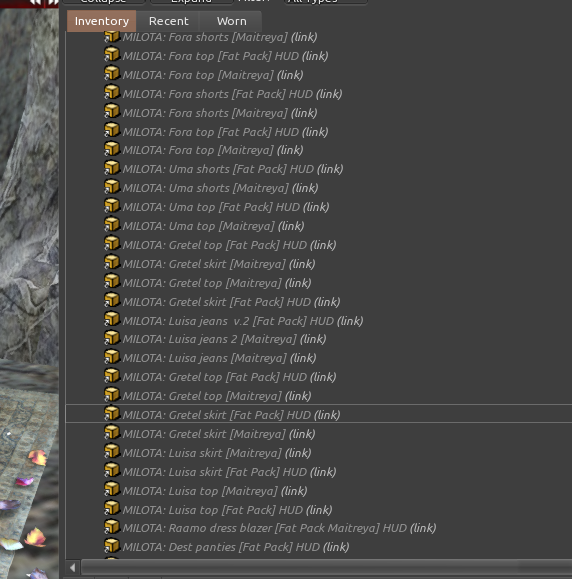 Inventory Recent Worn
MILOTA: Fora shorts [Maitreya] (link)
MILOTA: Fora top [Fat Pack] HUD (link)
MILOTA: Fora top [Maitreya] (link)
MILOTA: Fora shorts [Fat Pack] HUD (link)
MILOTA: Fora shorts [Maitreya] (link)
MILOTA: Fora top [Fat Pack] HUD (link)
MILOTA: Fora top [Maitreya] (link)
MILOTA: Uma shorts [Fat Pack] HUD (link)
MILOTA: Uma shorts [Maitreya] (link)
MILOTA: Uma top [Fat Pack] HUD (link)
MILOTA: Uma top [Maitreya] (link)
MILOTA: Gretel top [Fat Pack] HUD (link)
MILOTA: Gretel skirt [Maitreya] (link)
MILOTA: Gretel top [Maitreya] (link)
MILOTA: Gretel skirt [Fat Pack] HUD (link)
MILOTA: Luisa jeans  v.2 [Fat Pack] HUD (link)
MILOTA: Luisa jeans 2 [Maitreya] (link)
MILOTA: Luisa jeans [Maitreya] (link)
MILOTA: Gretel top [Fat Pack] HUD (link)
MILOTA: Gretel top [Maitreya] (link)
MILOTA: Gretel skirt [Fat Pack] HUD (link)
MILOTA: Gretel skirt [Maitreya] (link)
MILOTA: Luisa skirt [Maitreya] (link)
MILOTA: Luisa skirt [Fat Pack] HUD (link)
MILOTA: Luisa top [Maitreya] (link)
MILOTA: Luisa top [Fat Pack] HUD (link)
MILOTA: Raamo dress blazer [Fat Pack Maitreya] HUD (link)
MILOTA: Dest panties [Fat Pack] HUD (link)